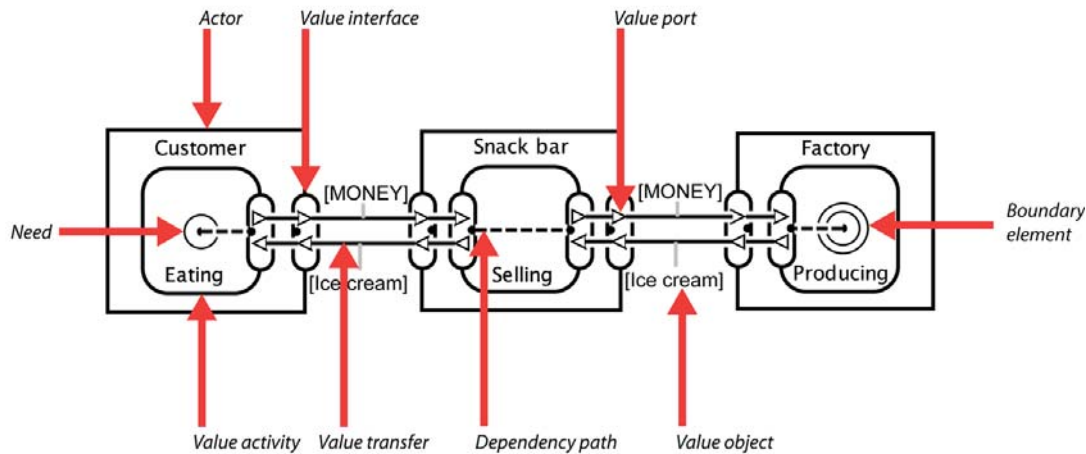 Actor
Value interface
Value port
Customer
Snack bar
Factory
[MONEY]
[MONEY]
Need
Boundary
element
Eating
[Ice cream]
Selling
[Ice cream]
Producing
Value activity
Value transfer
Dependency path
Value object